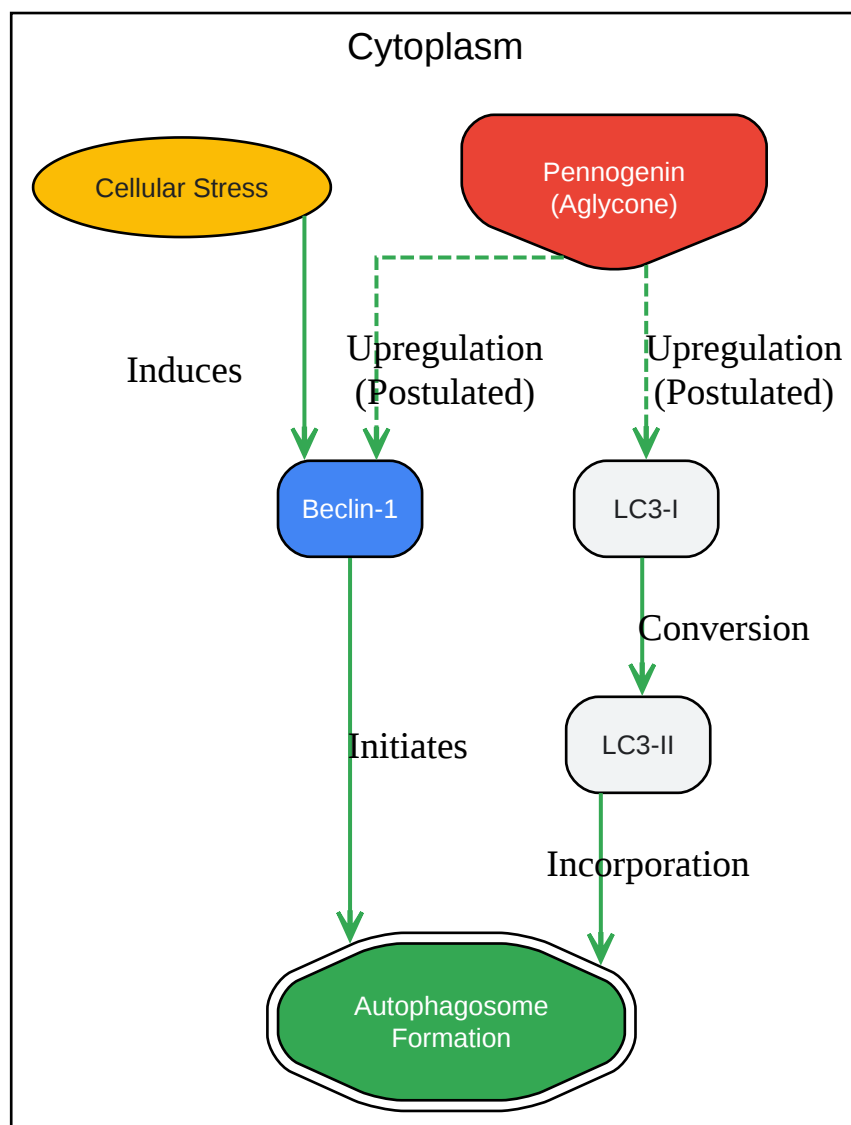 Cytoplasm
Cellular Stress
Pennogenin
(Aglycone)
Induces
Upregulation
(Postulated)
Upregulation
(Postulated)
Beclin-1
LC3-I
Conversion
LC3-II
Initiates
Incorporation
Autophagosome
Formation